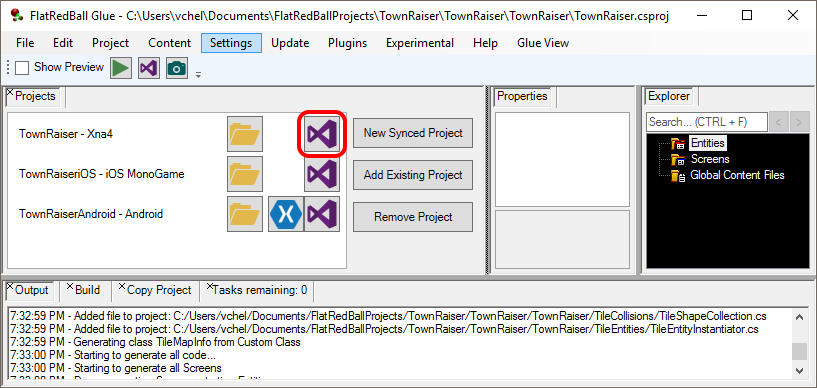 FlatRedBall Glue - C:\Users\vchel\Documents\FlatRedBallProjects\TownRaiser\TownRaiser\TownRaiser\TownRaiser.csproj
File Edit Project Content Settings Update Plugins Experimental Help Glue View
Show Preview
Projects
TownRaiser - Xna4
TownRaiseriOS - iOS MonoGame
TownRaiserAndroid - Android
New Synced Project
Add Existing Project
Remove Project
Properties
Explorer
Search... (CTRL + F) < >
Entities
Screens
Global Content Files
Output Build Copy Project Tasks remaining: 0
7:32:59 PM - Added file to project: C:/Users/vchel/Documents/FlatRedBallProjects/TownRaiser/TownRaiser/TownRaiser/TileCollisions/TileShapeCollection.cs
7:32:59 PM - Added file to project: C:/Users/vchel/Documents/FlatRedBallProjects/TownRaiser/TownRaiser/TownRaiser/TileEntities/TileEntityInstantiator.cs
7:32:59 PM - Generating class TileMapInfo from Custom Class
7:33:00 PM - Starting to generate all code...
7:33:00 PM - Starting to generate all Screens